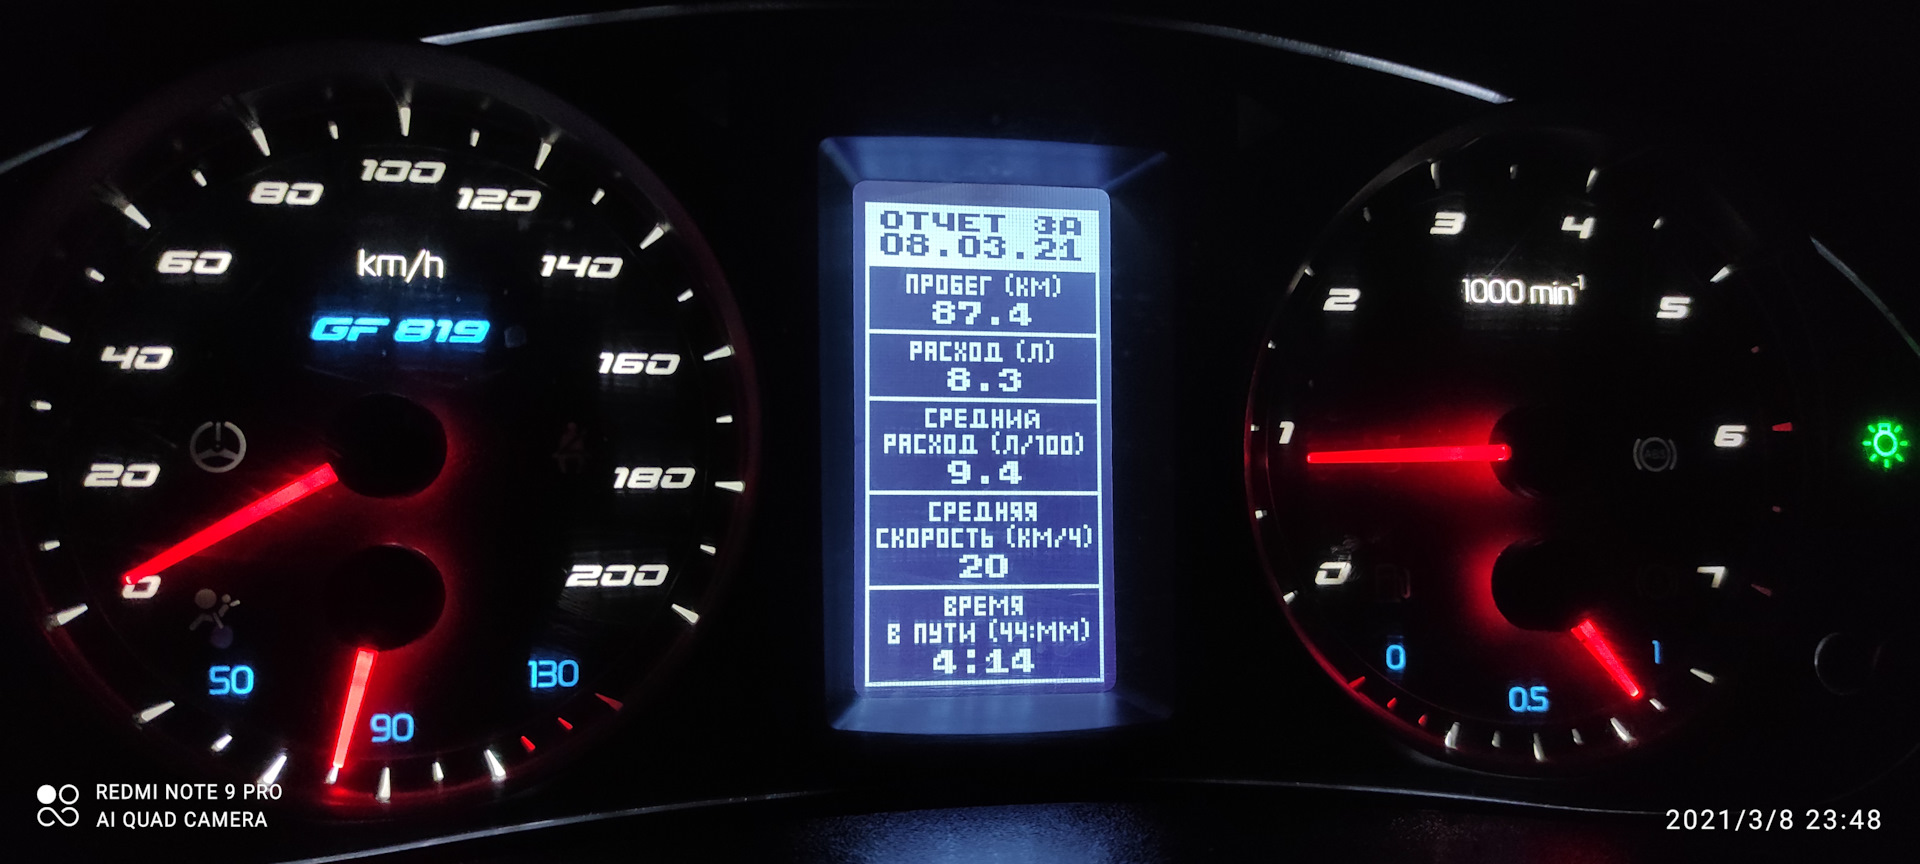 0
20
40
60
80
100
120
140
160
180
200
km/h
GF 819
50
90
130
ОТЧЕТ ЗА
08.03.21
ПРОБЕГ (КМ)
87.4
РАСХОД (Л)
8.3
СРЕДНИЙ
РАСХОД (Л/100)
9.4
СРЕДНЯЯ
СКОРОСТЬ (КМ/Ч)
20
ВРЕМЯ
В ПУТИ (ЧЧ:ММ)
4:14
0
1
2
3
4
5
6
7
1000 min⁻¹
ABS
0
0.5
1
REDMI NOTE 9 PRO
AI QUAD CAMERA
2021/3/8 23:48